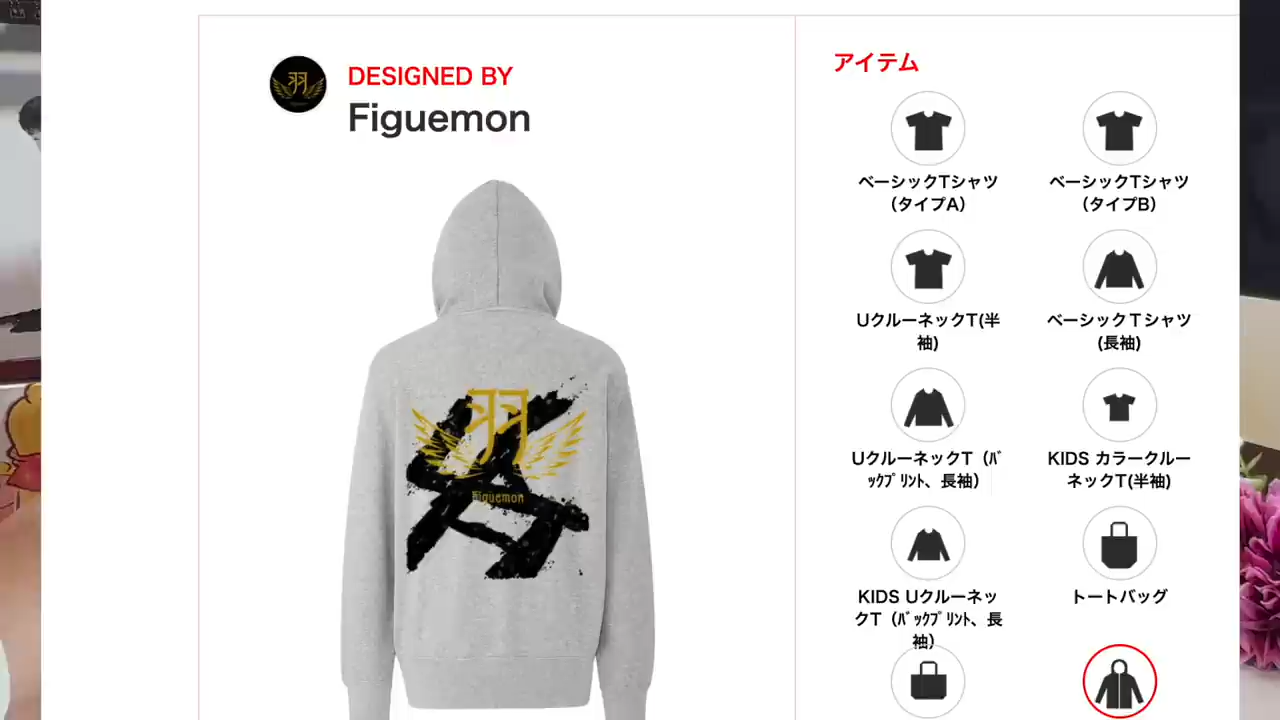 羽
DESIGNED BY
Figuemon
羽
Figuemon
アイテム
ベーシックTシャツ
（タイプA）
ベーシックTシャツ
（タイプB）
UクルーネックT(半
袖)
ベーシックＴシャツ
(長袖)
UクルーネックT（ﾊﾞ
ｯｸﾌﾟﾘﾝﾄ、長袖）
KIDS カラークルー
ネックT(半袖)
KIDS Uクルーネッ
クT（ﾊﾞｯｸﾌﾟﾘﾝﾄ、長
袖）
トートバッグ